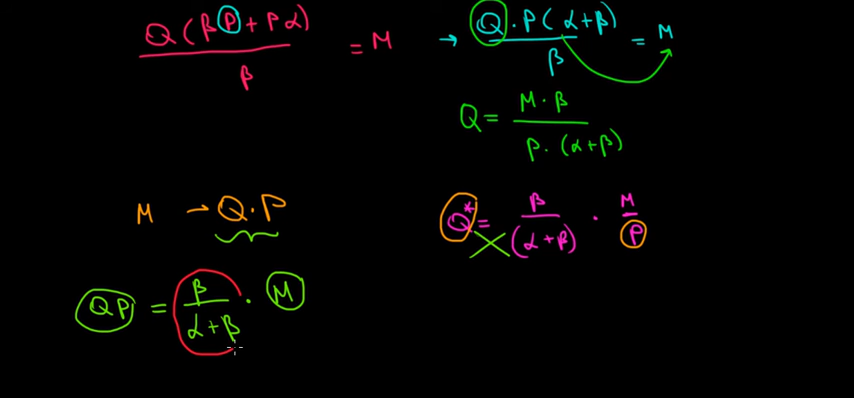 Q(βP+Pα)/β = M → Q·P(α+β)/β = M
Q = M·β/P·(α+β)
M → Q·P
Q* = β/(α+β) · M/P
QP = β/α+β · M